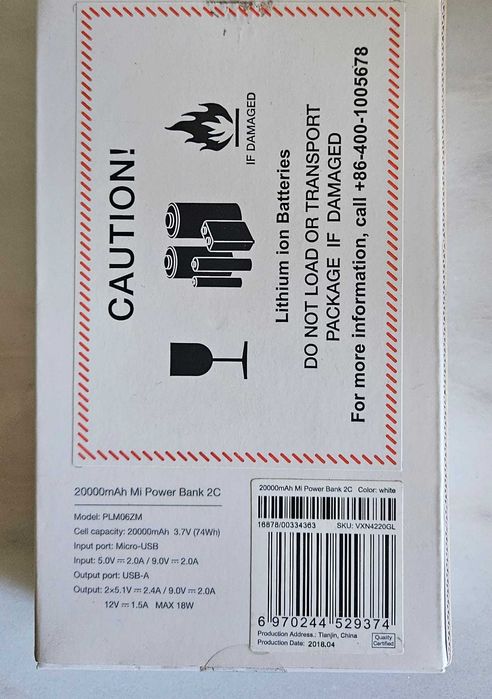 CAUTION!
IF DAMAGED
Lithium ion Batteries
DO NOT LOAD OR TRANSPORT
PACKAGE IF DAMAGED
For more information, call +86-400-1005678
20000mAh Mi Power Bank 2C
Model: PLM06ZM
Cell capacity: 20000mAh 3.7V (74Wh)
Input port: Micro-USB
Input: 5.0V⎓2.0A / 9.0V⎓2.0A
Output port: USB-A
Output: 2x5.1V⎓2.4A / 9.0V⎓2.0A
12V⎓1.5A MAX 18W
20000mAh Mi Power Bank 2C Color: white
16878/00334363 SKU: VXN4220GL
6 970244 529374
Production Address.: Tianjin, China
Production Date: 2018.04
Quality
Certified